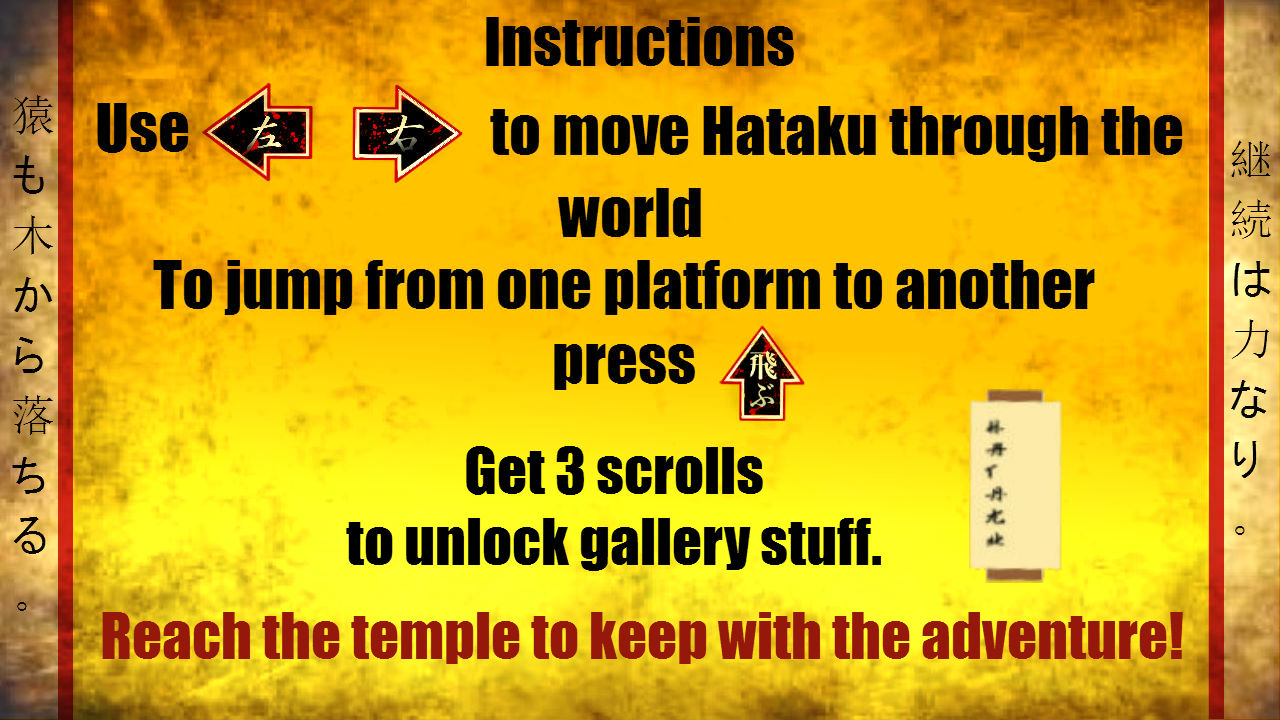 Instructions
Use 左 右 to move Hataku through the
world
To jump from one platform to another
press 飛ぶ
Get 3 scrolls
to unlock gallery stuff.
Reach the temple to keep with the adventure!
猿も木から落ちる。
継続は力なり。